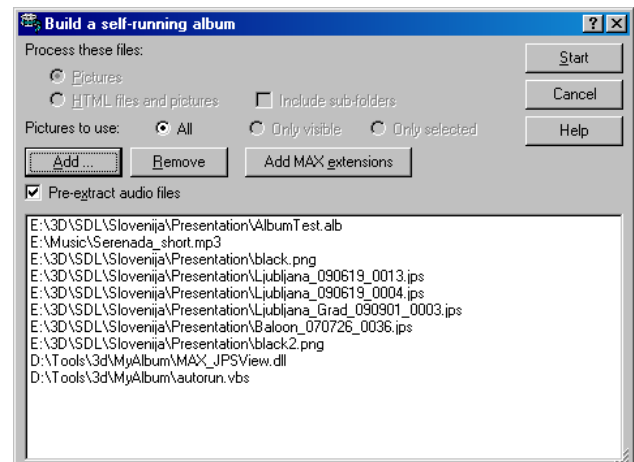 Build a self-running album
Process these files:
Start
Pictures
HTML files and pictures Include sub-folders
Cancel
Pictures to use: All Only visible Only selected
Help
Add ... Remove Add MAX extensions
Pre-extract audio files
E:\3D\SDL\Slovenija\Presentation\AlbumTest.alb
E:\Music\Serenada_short.mp3
E:\3D\SDL\Slovenija\Presentation\black.png
E:\3D\SDL\Slovenija\Presentation\Ljubljana_090619_0013.jps
E:\3D\SDL\Slovenija\Presentation\Ljubljana_090619_0004.jps
E:\3D\SDL\Slovenija\Presentation\Ljubljana_Grad_090901_0003.jps
E:\3D\SDL\Slovenija\Presentation\Baloon_070726_0036.jps
E:\3D\SDL\Slovenija\Presentation\black2.png
D:\Tools\3d\MyAlbum\MAX_JPSView.dll
D:\Tools\3d\MyAlbum\autorun.vbs